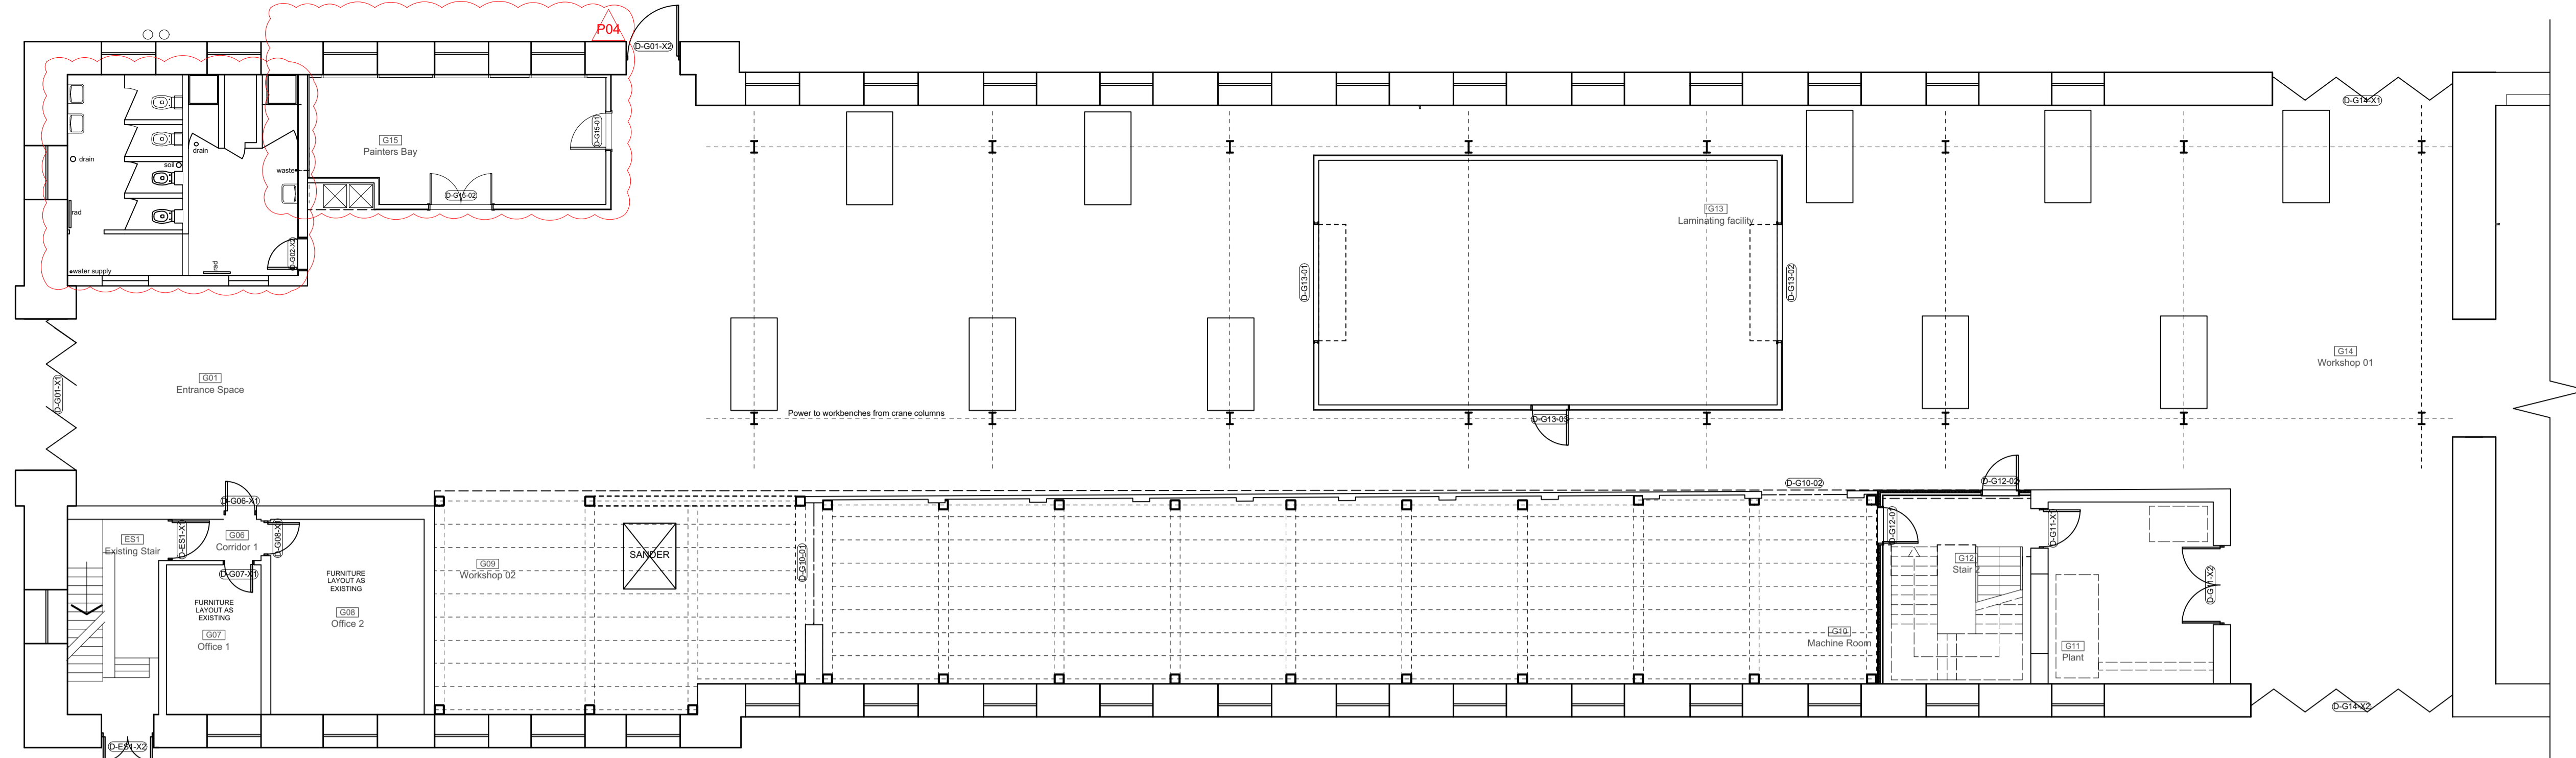 P04
D-G01-X2
drain
soil
drain
waste
rad
water supply
rad
D-G02-X2
G15
Painters Bay
D-G15-01
D-G15-02
D-G14-X1
G13
Laminating facility
D-G13-01
D-G13-02
D-G13-03
G01
Entrance Space
D-G01-X1
Power to workbenches from crane columns
G14
Workshop 01
D-G06-X1
ES1
Existing Stair
D-ES1-X1
G06
Corridor 1
D-G08-X1
D-G07-X1
FURNITURE
LAYOUT AS
EXISTING
G07
Office 1
FURNITURE
LAYOUT AS
EXISTING
G08
Office 2
D-ES1-X2
G09
Workshop 02
SANDER
D-G10-01
D-G10-02
G10
Machine Room
D-G12-02
D-G12-01
G12
Stair 2
D-G11-X1
G11
Plant
D-G11-X2
D-G14-X2